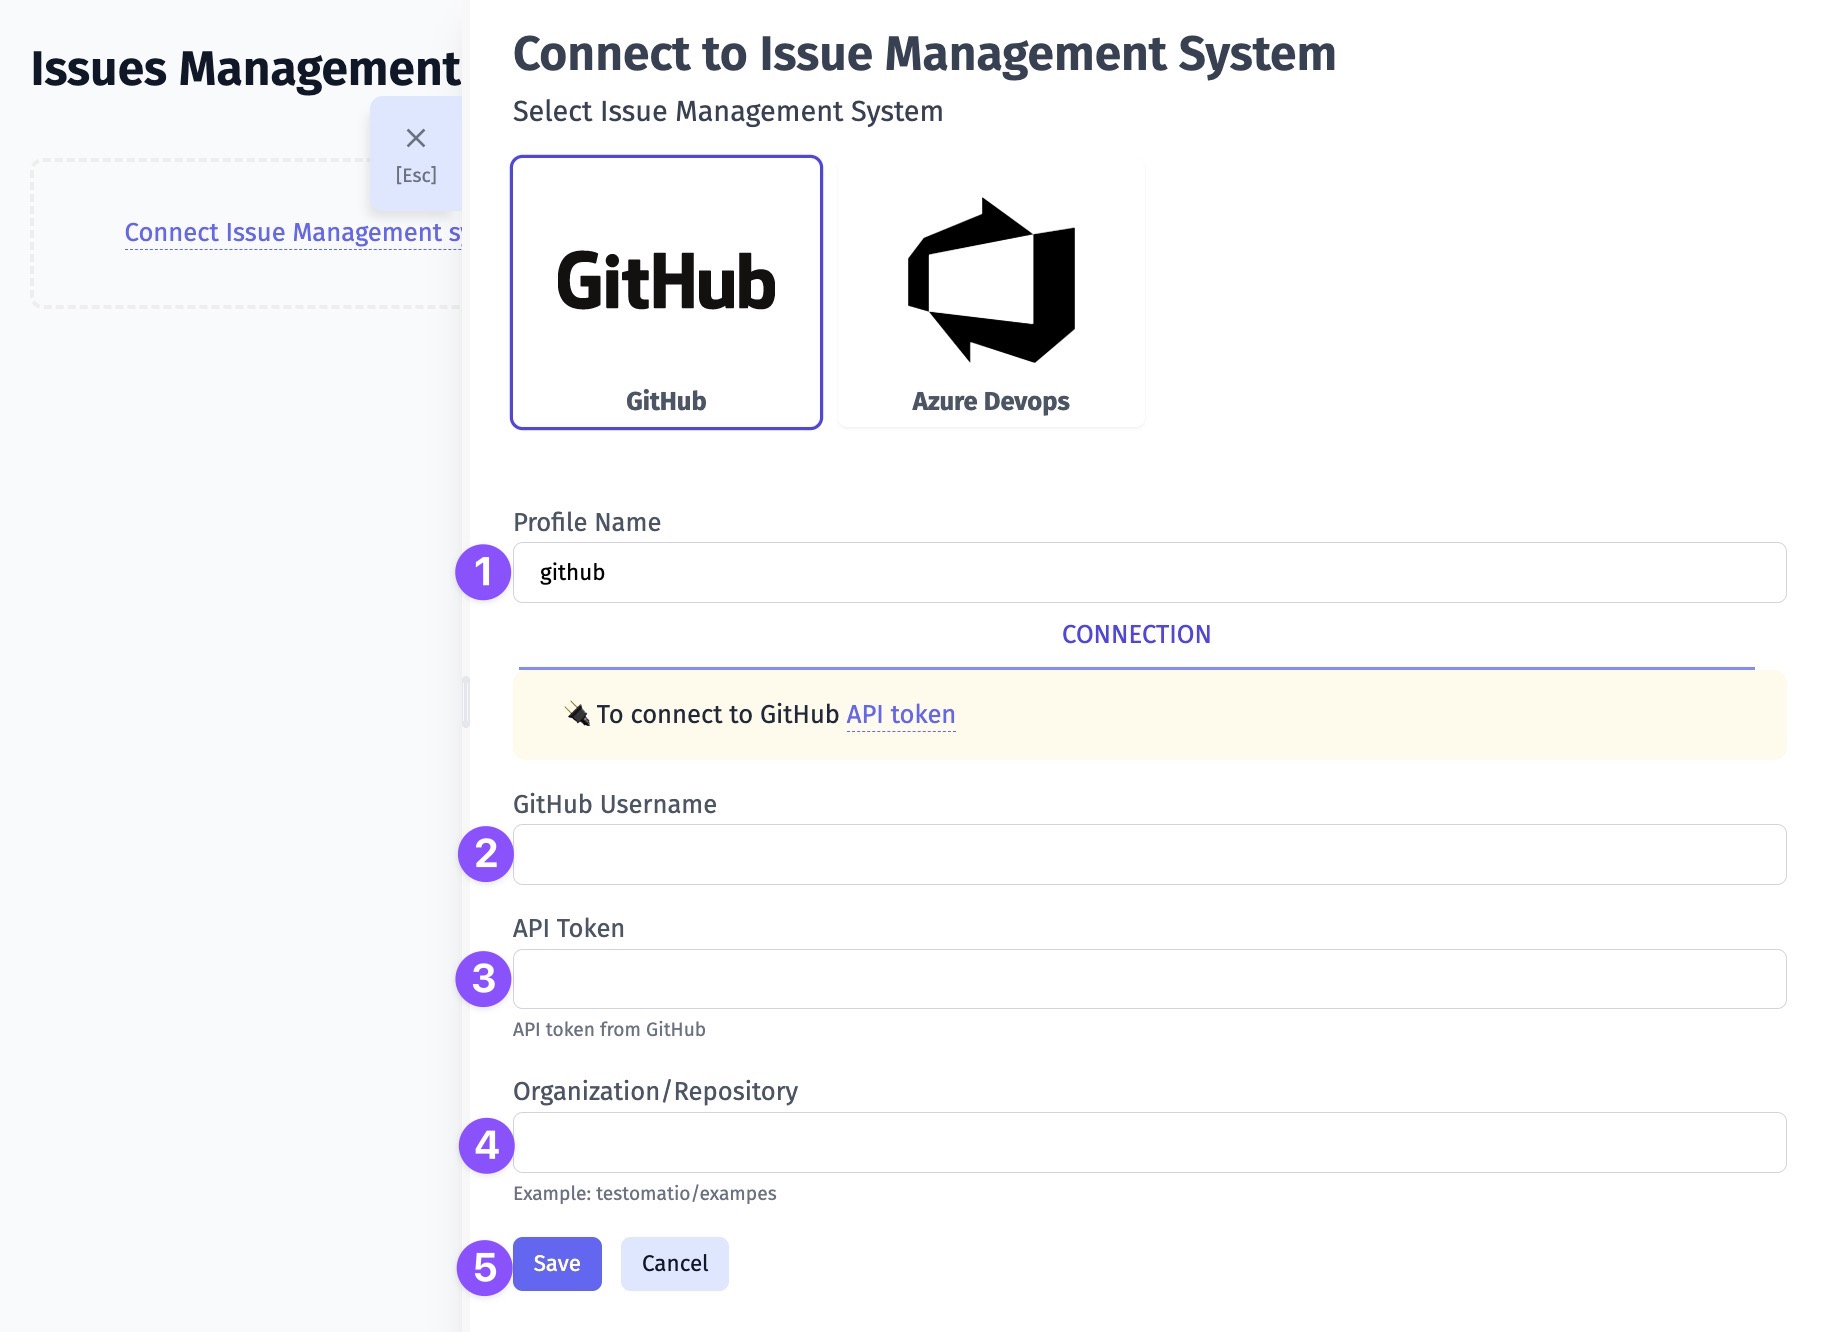 Issues Management
[Esc]
Connect Issue Management
Connect to Issue Management System
Select Issue Management System
GitHub
GitHub
Azure Devops
Profile Name
1
github
CONNECTION
To connect to GitHub API token
GitHub Username
2
API Token
3
API token from GitHub
Organization/Repository
4
Example: testomatio/exampes
5
Save
Cancel